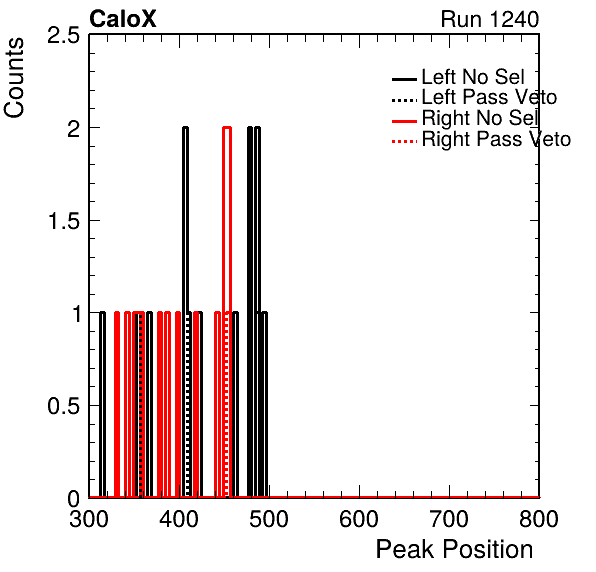 CaloX Run 1240
Counts
2.5
2
1.5
1
0.5
0
Left No Sel
Left Pass Veto
Right No Sel
Right Pass Veto
300 400 500 600 700 800
Peak Position